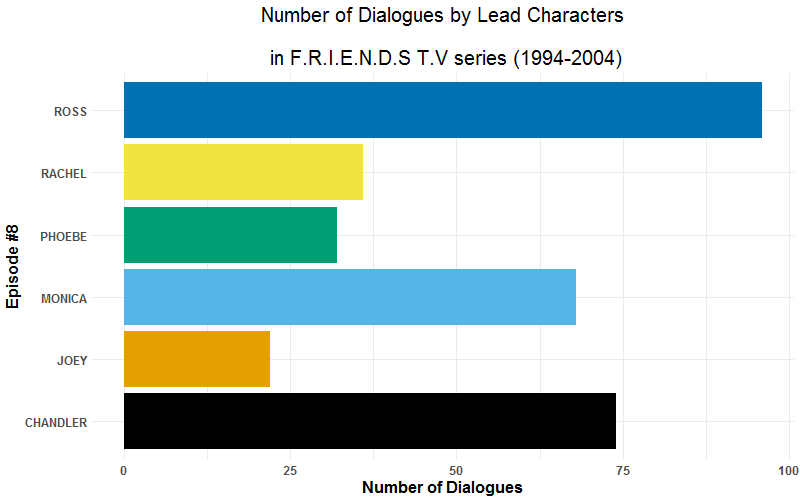 Number of Dialogues by Lead Characters
in F.R.I.E.N.D.S T.V series (1994-2004)
Episode #8
ROSS
RACHEL
PHOEBE
MONICA
JOEY
CHANDLER
0 25 50 75 100
Number of Dialogues